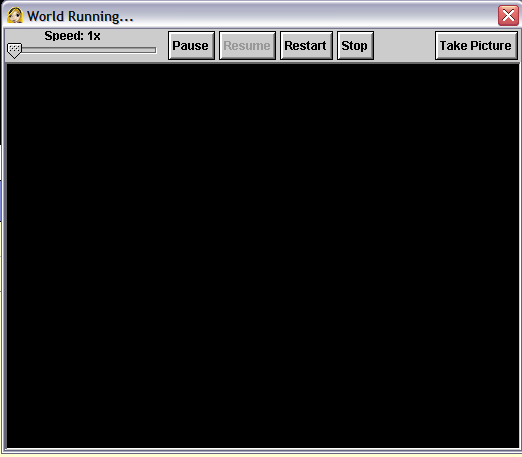 World Running...
Speed: 1x
Pause
Resume
Restart
Stop
Take Picture